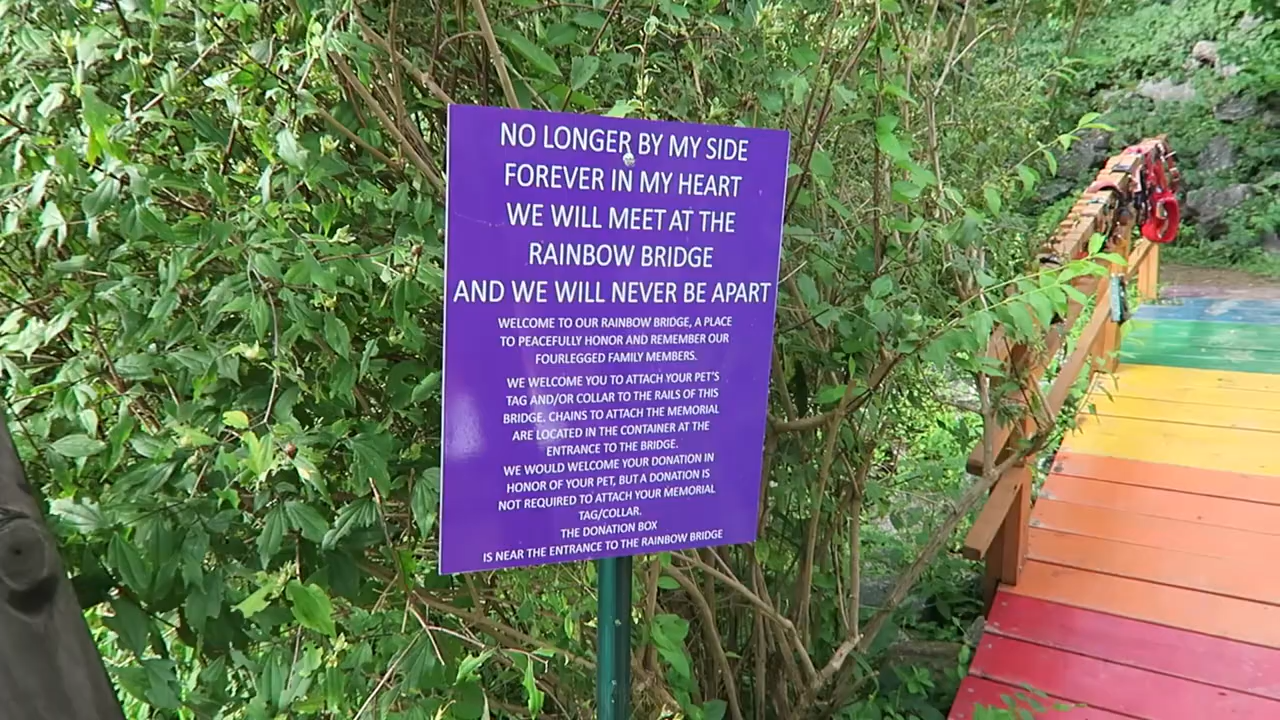 NO LONGER BY MY SIDE
FOREVER IN MY HEART
WE WILL MEET AT THE
RAINBOW BRIDGE
AND WE WILL NEVER BE APART
WELCOME TO OUR RAINBOW BRIDGE, A PLACE
TO PEACEFULLY HONOR AND REMEMBER OUR
FOURLEGGED FAMILY MEMBERS.
WE WELCOME YOU TO ATTACH YOUR PET'S
TAG AND/OR COLLAR TO THE RAILS OF THIS
BRIDGE. CHAINS TO ATTACH THE MEMORIAL
ARE LOCATED IN THE CONTAINER AT THE
ENTRANCE TO THE BRIDGE.
WE WOULD WELCOME YOUR DONATION IN
HONOR OF YOUR PET, BUT A DONATION IS
NOT REQUIRED TO ATTACH YOUR MEMORIAL
TAG/COLLAR.
THE DONATION BOX
IS NEAR THE ENTRANCE TO THE RAINBOW BRIDGE